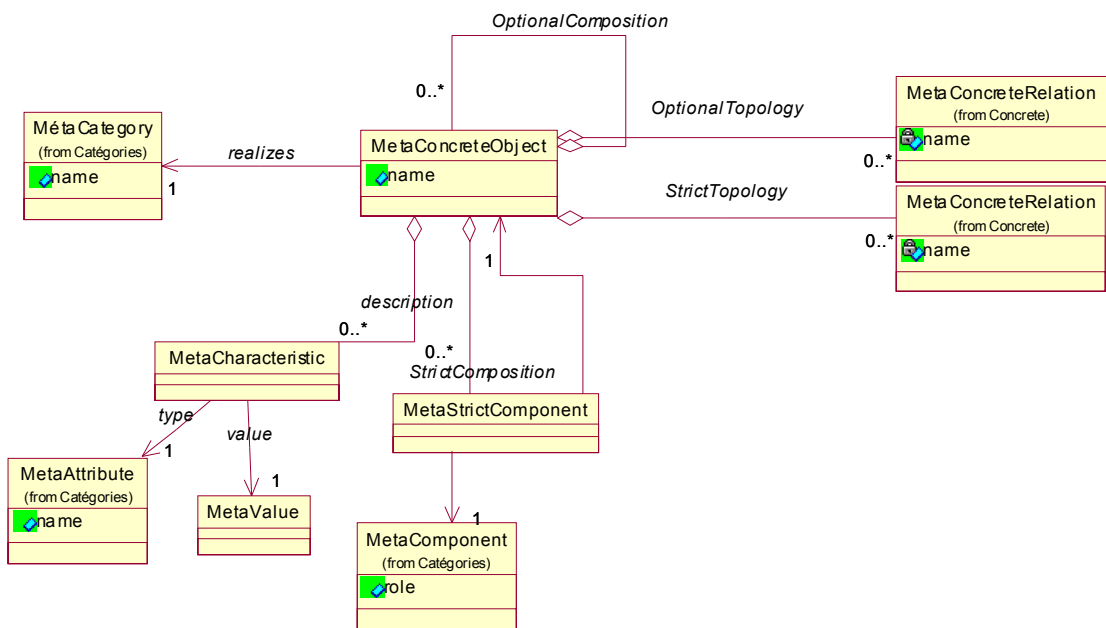 OptionalComposition
0..*
OptionalTopology
MetaConcreteRelation
(from Concrete)
name
0..*
MétaCategory
(from Catégories)
name
1
realizes
MetaConcreteObject
name
StrictTopology
MetaConcreteRelation
(from Concrete)
name
0..*
1
description
0..*
0..*
StrictComposition
MetaCharacteristic
MetaStrictComponent
type
value
1
1
MetaAttribute
(from Catégories)
name
MetaValue
1
MetaComponent
(from Catégories)
role